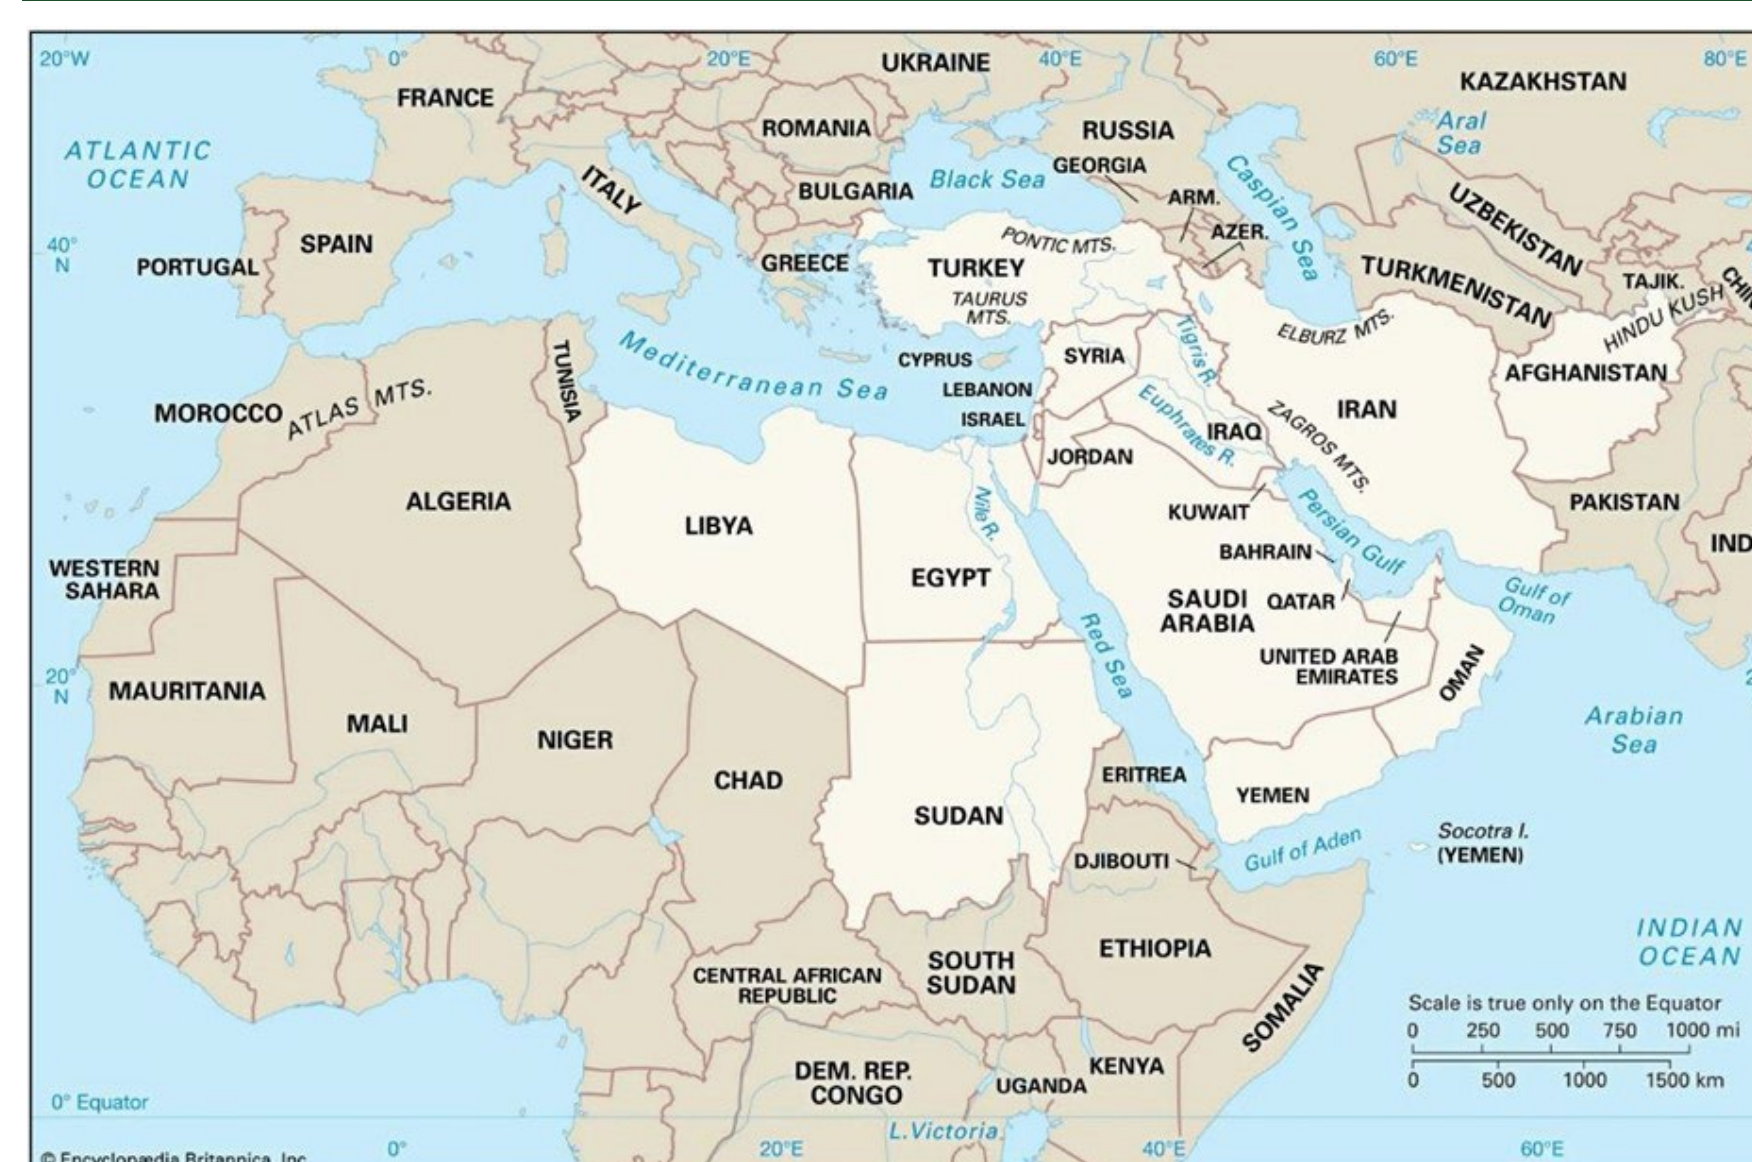 20°W
0°
20°E
40°E
60°E
80°E
UKRAINE
KAZAKHSTAN
FRANCE
ROMANIA
RUSSIA
Aral
Sea
ATLANTIC
OCEAN
GEORGIA
ITALY
BULGARIA
Black Sea
Caspian Sea
ARM.
UZBEKISTAN
AZER.
40°
N
PORTUGAL
SPAIN
GREECE
PONTIC MTS.
TURKEY
TAURUS
MTS.
TURKMENISTAN
TAJIK.
CHIN
HINDU KUSH
ELBURZ MTS.
Tigris R.
TUNISIA
Mediterranean Sea
CYPRUS
SYRIA
LEBANON
ISRAEL
AFGHANISTAN
MOROCCO
ATLAS MTS.
Euphrates R.
IRAQ
IRAN
ZAGROS MTS.
JORDAN
ALGERIA
LIBYA
Nile R.
KUWAIT
Persian Gulf
PAKISTAN
IND
BAHRAIN
WESTERN
SAHARA
EGYPT
SAUDI
ARABIA
QATAR
Gulf of
Oman
Red Sea
UNITED ARAB
EMIRATES
OMAN
20°
N
2
MAURITANIA
MALI
NIGER
CHAD
Arabian
Sea
ERITREA
YEMEN
SUDAN
Socotra I.
(YEMEN)
DJIBOUTI
Gulf of Aden
ETHIOPIA
INDIAN
OCEAN
CENTRAL AFRICAN
REPUBLIC
SOUTH
SUDAN
SOMALIA
Scale is true only on the Equator
0 250 500 750 1000 mi
0 500 1000 1500 km
DEM. REP.
CONGO
UGANDA
KENYA
0° Equator
L.Victoria
0°
20°E
40°E
60°E
© Encyclopædia Britannica, Inc.